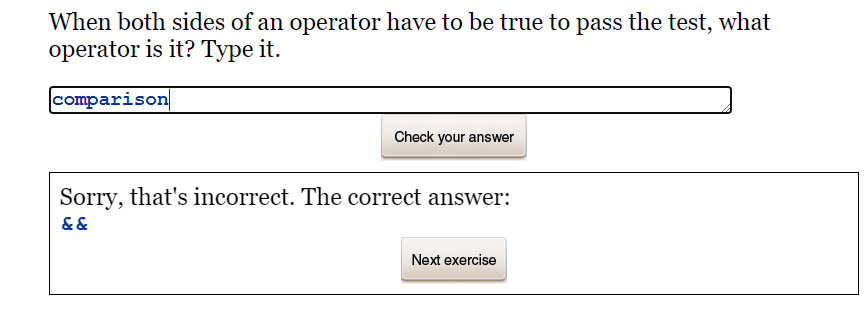 When both sides of an operator have to be true to pass the test, what
operator is it? Type it.
comparison
Check your answer
Sorry, that's incorrect. The correct answer:
&&
Next exercise